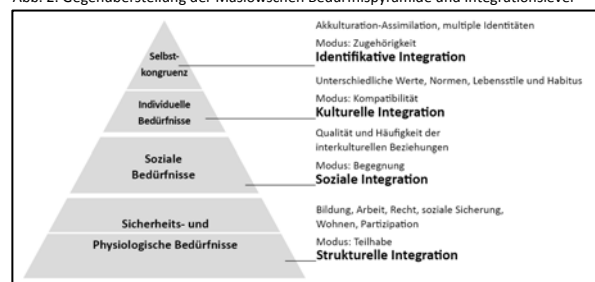 Abb. 2: Gegenüberstellung der Maslowschen Bedürfnispyramide und Integrationslevel
Akkulturation-Assimilation, multiple Identitäten
Modus: Zugehörigkeit
Identifikative Integration
Selbst-
kongruenz
Unterschiedliche Werte, Normen, Lebensstile und Habitus
Modus: Kompatibilität
Kulturelle Integration
Individuelle
Bedürfnisse
Qualität und Häufigkeit der
interkulturellen Beziehungen
Modus: Begegnung
Soziale Integration
Soziale
Bedürfnisse
Bildung, Arbeit, Recht, soziale Sicherung,
Wohnen, Partizipation
Modus: Teilhabe
Strukturelle Integration
Sicherheits- und
Physiologische Bedürfnisse